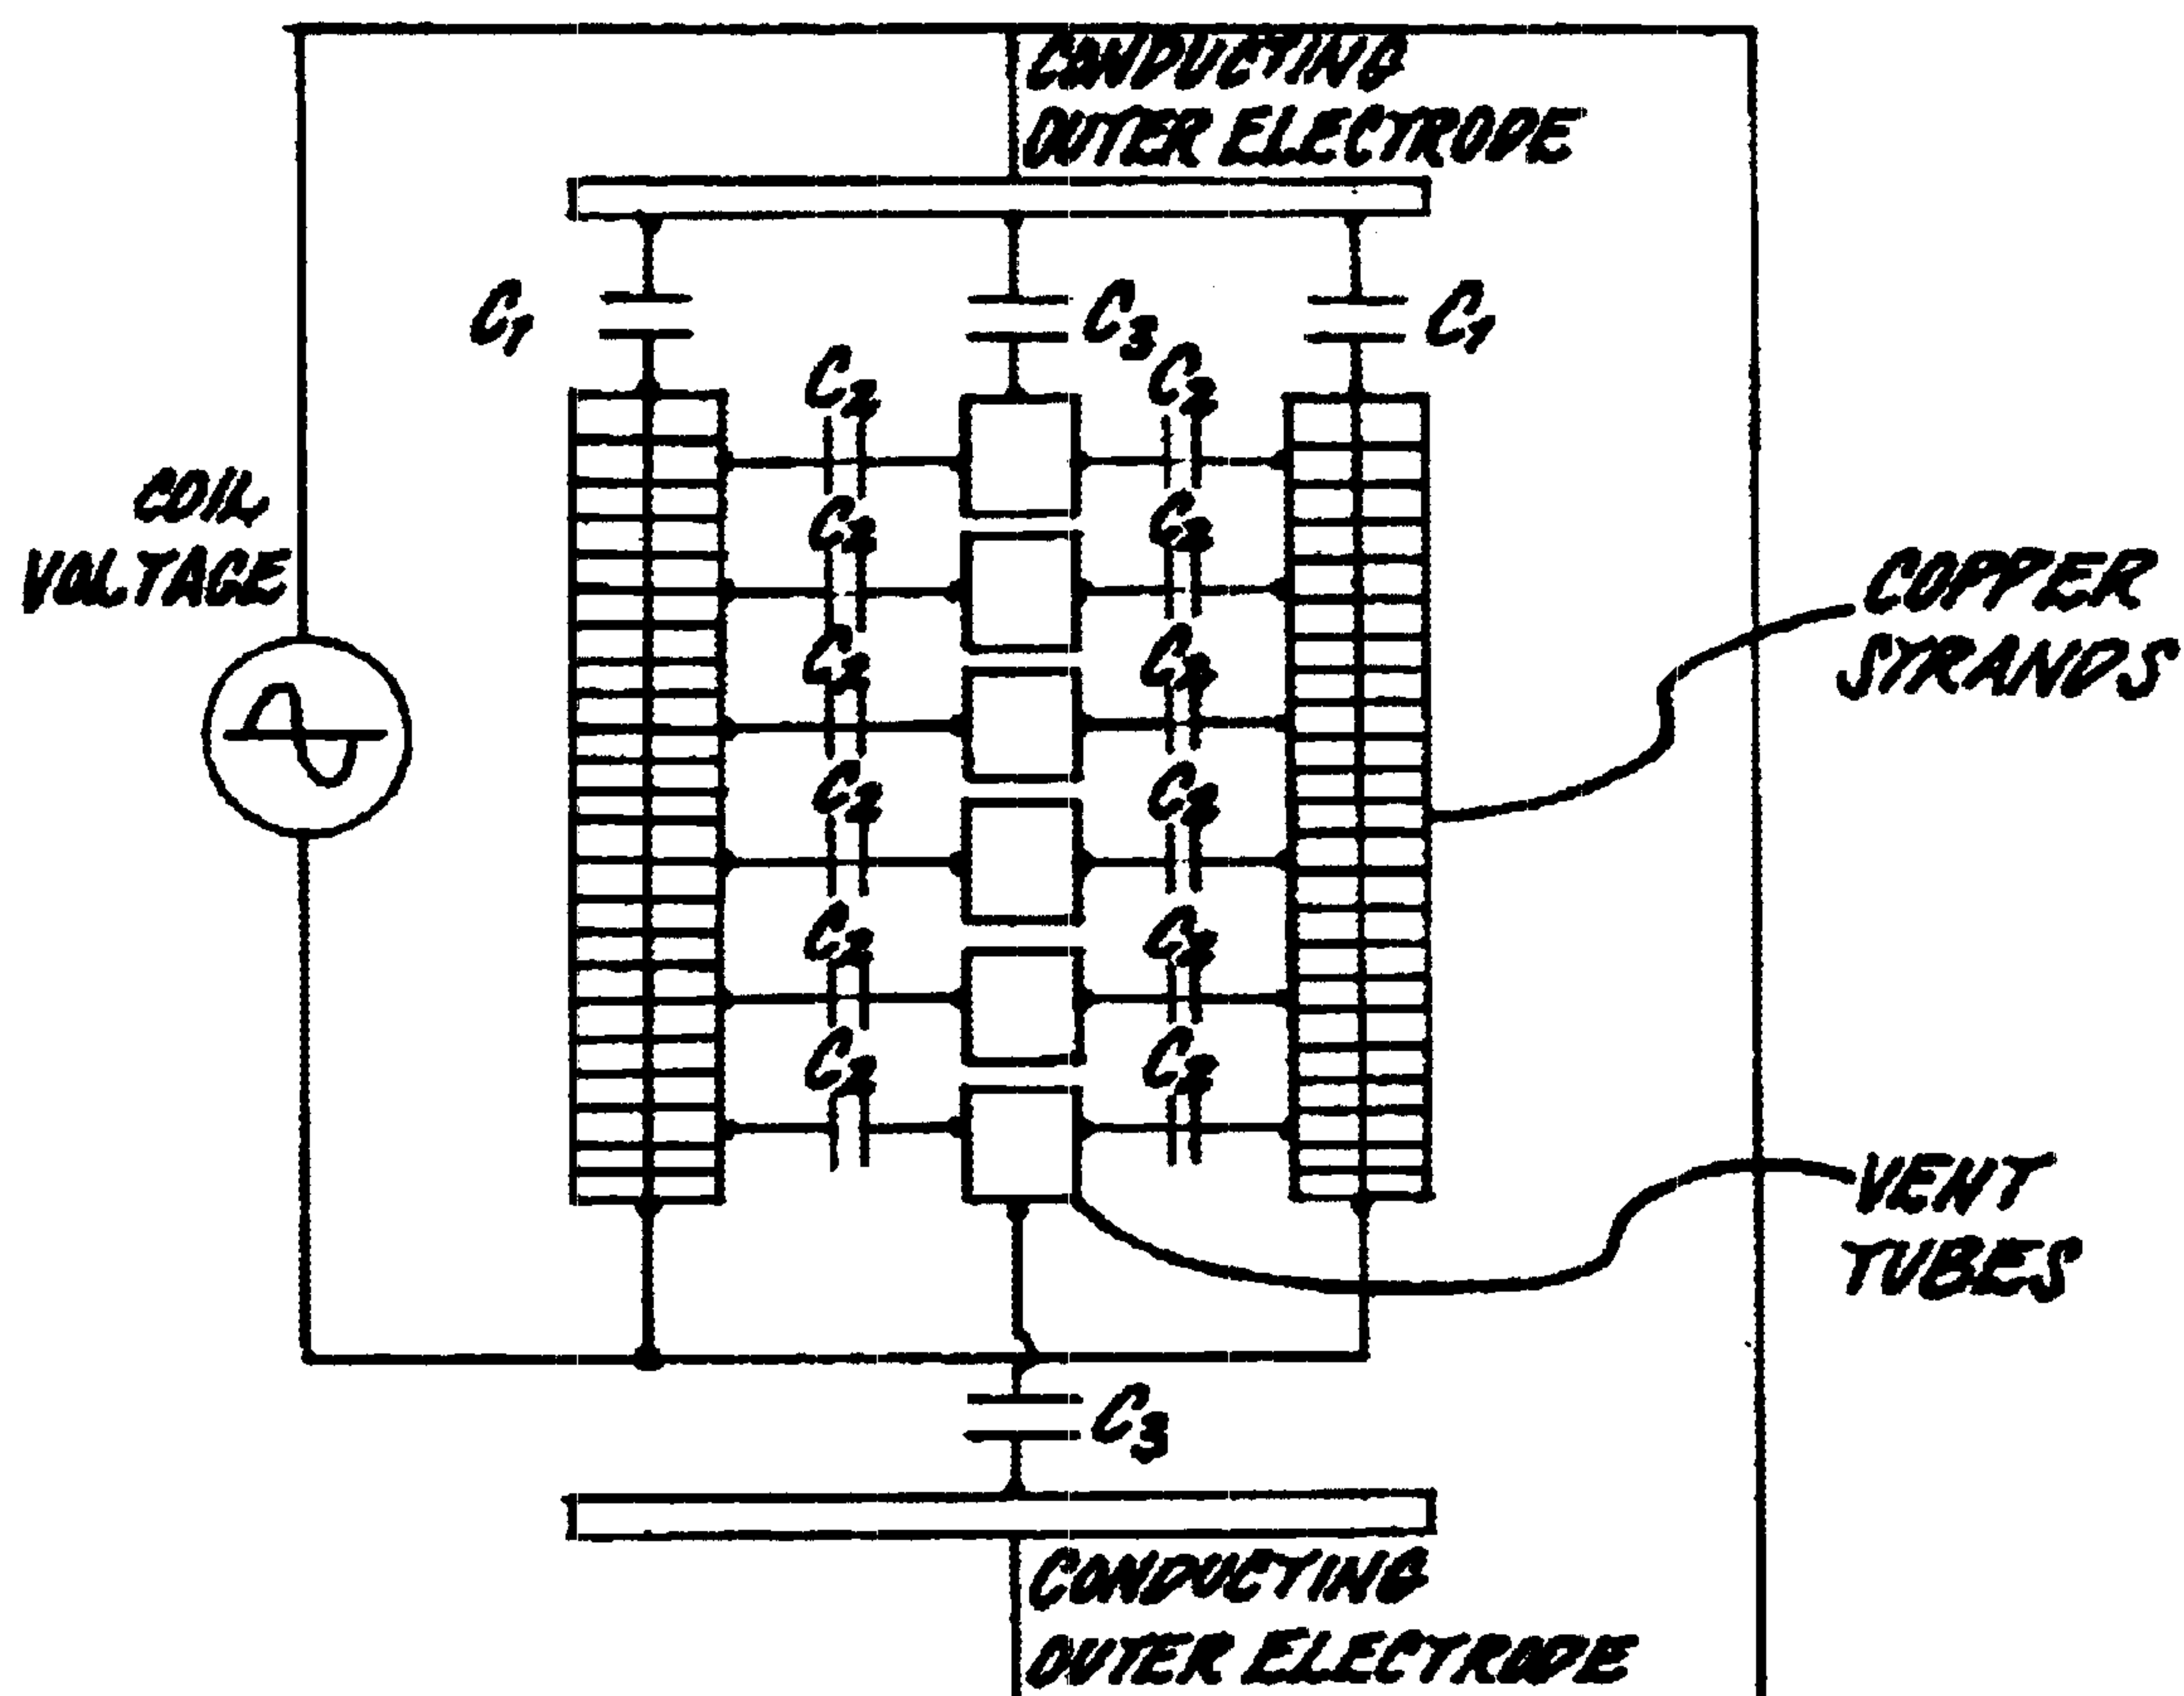 CONDUCTING
OUTER ELECTRODE
C1
C3
C1
C2
C2
COIL
VOLTAGE
C2
C2
COPPER
STRANDS
C2
C2
C2
C2
C2
C2
C2
C2
VENT
TUBES
C3
CONDUCTING
OUTER ELECTRODE